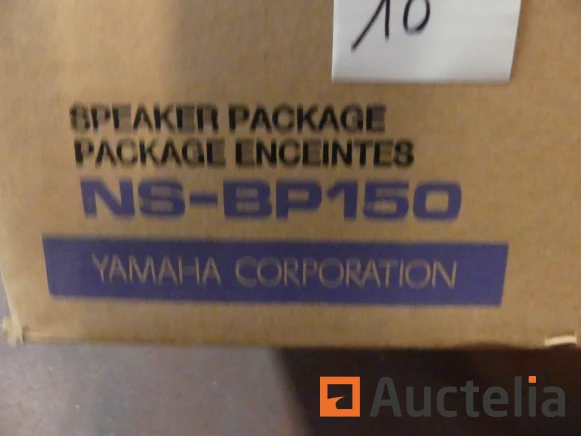 10
SPEAKER PACKAGE
PACKAGE ENCEINTES
NS-BP150
YAMAHA CORPORATION
Auctelia